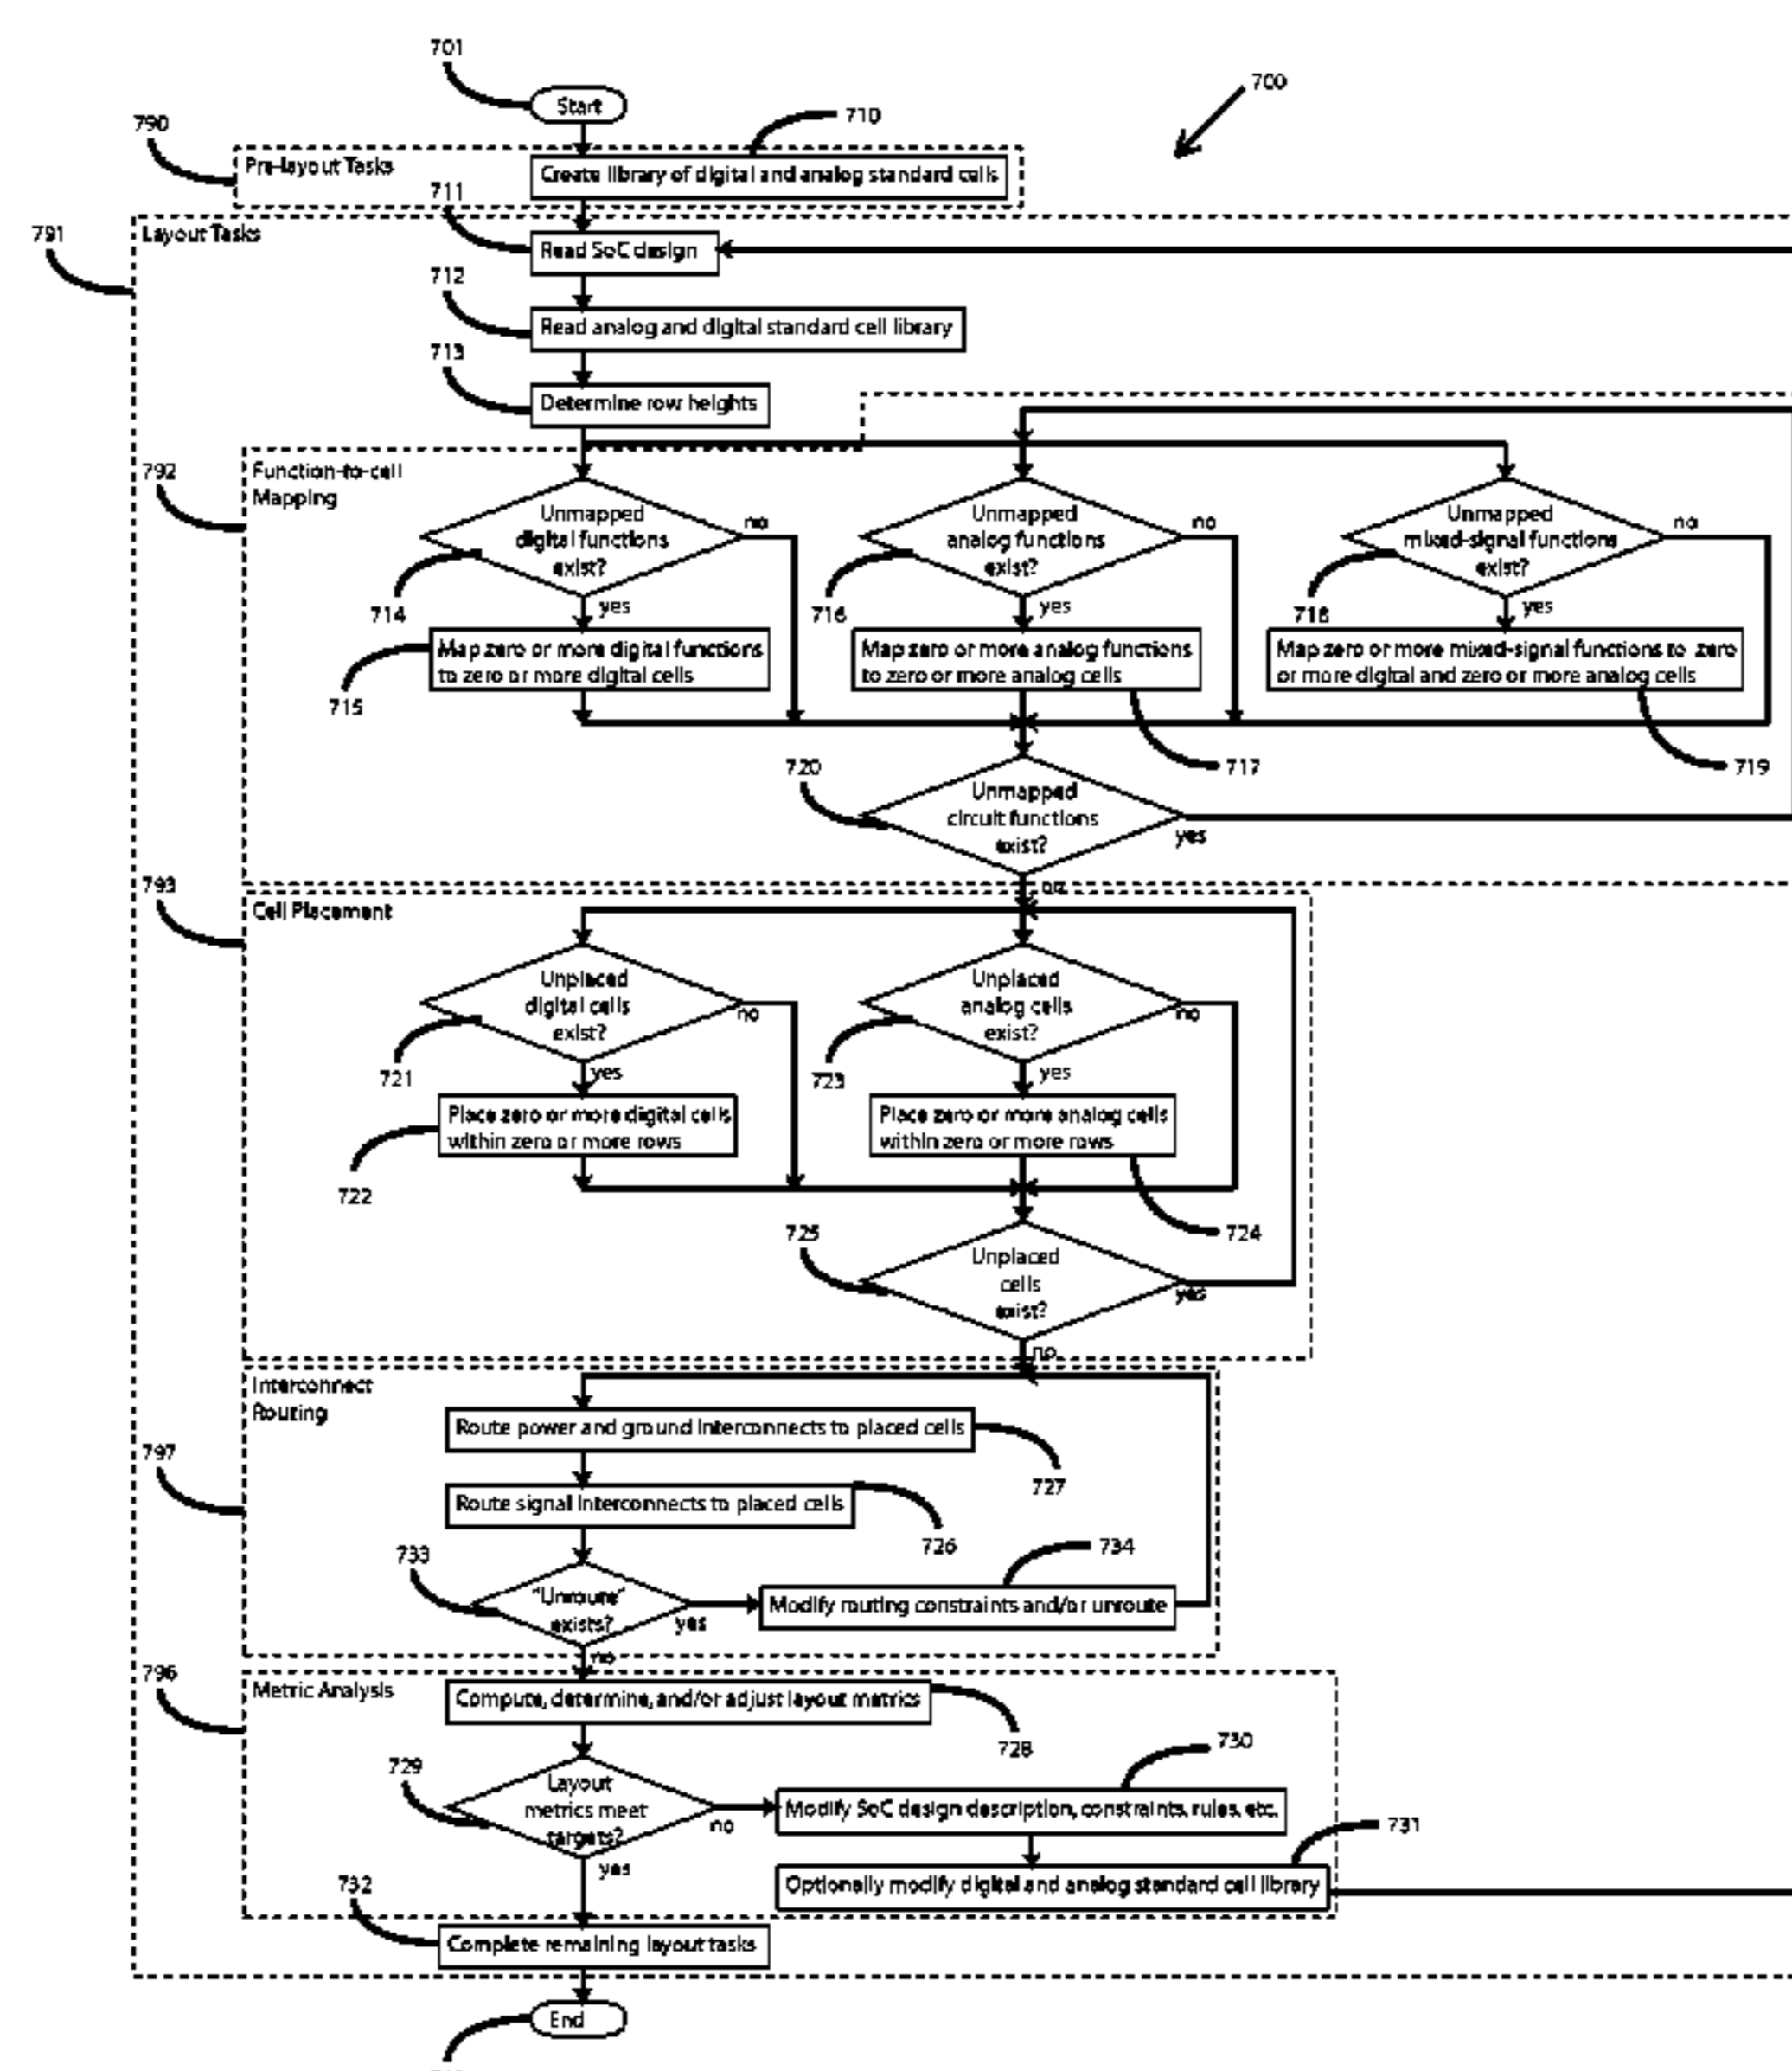 701
Start
700
710
790
Pre-layout Tasks
Create library of digital and analog standard cells
711
791
Layout Tasks
Read SoC design
712
Read analog and digital standard cell library
713
Determine row heights
792
Function-to-cell
Mapping
Unmapped
digital functions
exist?
no
Unmapped
analog functions
exist?
no
Unmapped
mixed-signal functions
exist?
no
714
yes
716
yes
718
yes
Map zero or more digital functions
to zero or more digital cells
Map zero or more analog functions
to zero or more analog cells
Map zero or more mixed-signal functions to zero
or more digital and zero or more analog cells
715
720
717
719
Unmapped
circuit functions
exist?
yes
793
no
Cell Placement
Unplaced
digital cells
exist?
no
Unplaced
analog cells
exist?
no
721
yes
723
yes
Place zero or more digital cells
within zero or more rows
Place zero or more analog cells
within zero or more rows
722
725
724
Unplaced
cells
exist?
yes
no
Interconnect
Routing
Route power and ground interconnects to placed cells
797
727
Route signal interconnects to placed cells
726
733
734
"Unroute"
exists?
yes
Modify routing constraints and/or unroute
no
796
Metric Analysis
Compute, determine, and/or adjust layout metrics
728
730
729
Layout
metrics meet
targets?
no
Modify SoC design description, constraints, rules, etc.
731
yes
Optionally modify digital and analog standard cell library
732
Complete remaining layout tasks
End